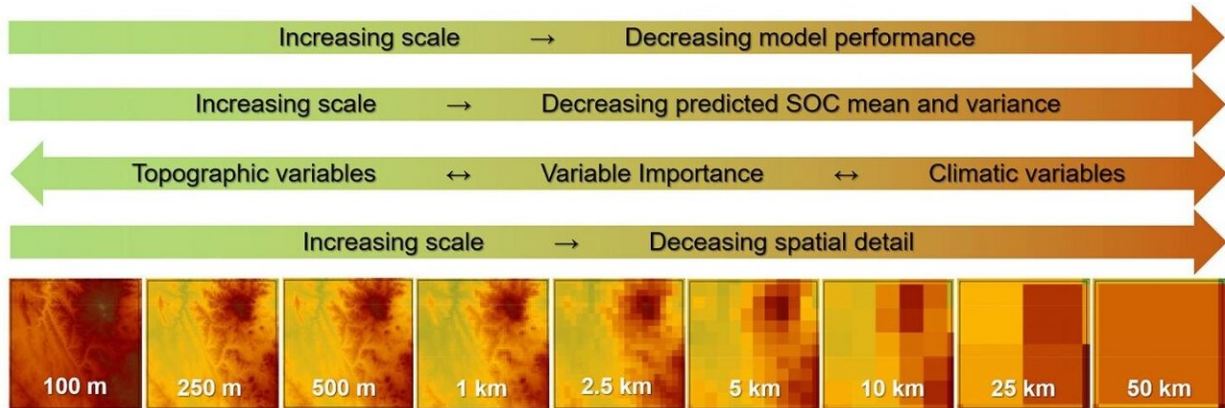 Increasing scale → Decreasing model performance
Increasing scale → Decreasing predicted SOC mean and variance
Topographic variables ↔ Variable Importance ↔ Climatic variables
Increasing scale → Deceasing spatial detail
100 m 250 m 500 m 1 km 2.5 km 5 km 10 km 25 km 50 km